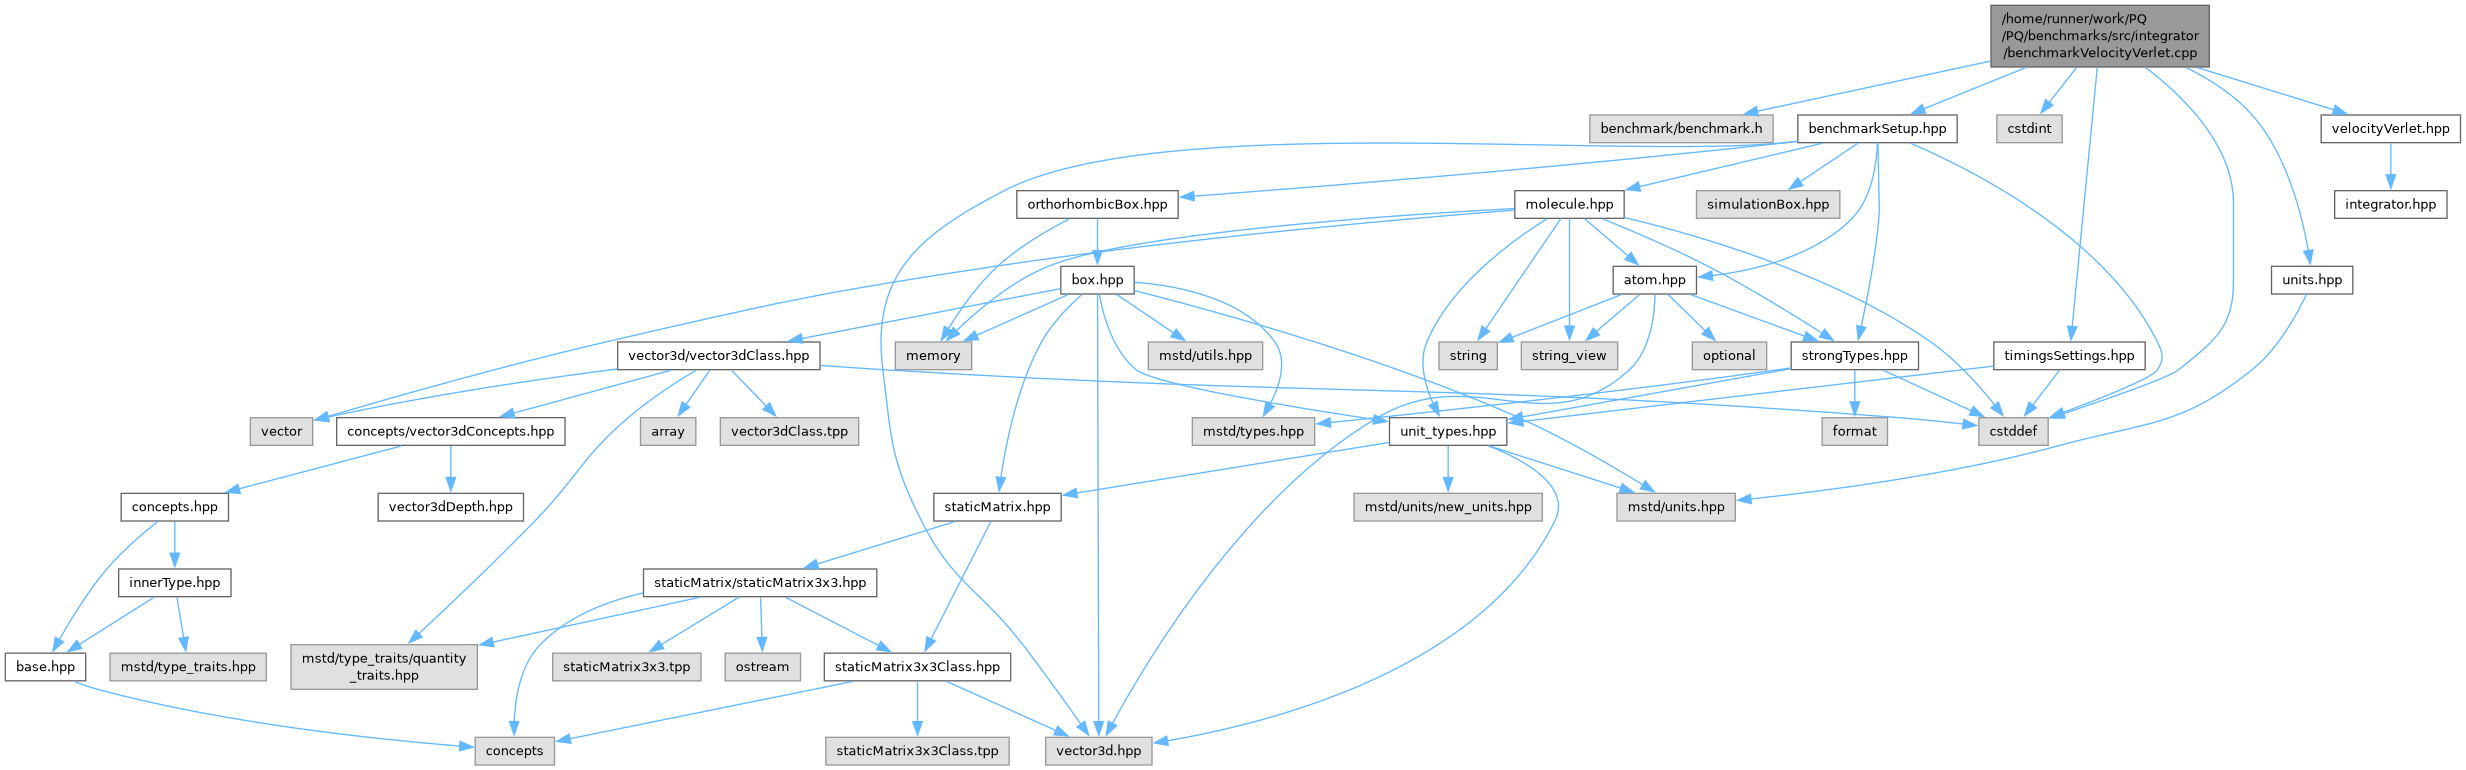 /home/runner/work/PQ
/PQ/benchmarks/src/integrator
/benchmarkVelocityVerlet.cpp
benchmark/benchmark.h
benchmarkSetup.hpp
cstdint
velocityVerlet.hpp
orthorhombicBox.hpp
molecule.hpp
simulationBox.hpp
integrator.hpp
box.hpp
atom.hpp
units.hpp
vector3d/vector3dClass.hpp
memory
mstd/utils.hpp
string
string_view
optional
strongTypes.hpp
timingsSettings.hpp
vector
concepts/vector3dConcepts.hpp
array
vector3dClass.tpp
mstd/types.hpp
unit_types.hpp
format
cstddef
concepts.hpp
vector3dDepth.hpp
staticMatrix.hpp
mstd/units/new_units.hpp
mstd/units.hpp
innerType.hpp
staticMatrix/staticMatrix3x3.hpp
base.hpp
mstd/type_traits.hpp
mstd/type_traits/quantity
_traits.hpp
staticMatrix3x3.tpp
ostream
staticMatrix3x3Class.hpp
concepts
staticMatrix3x3Class.tpp
vector3d.hpp